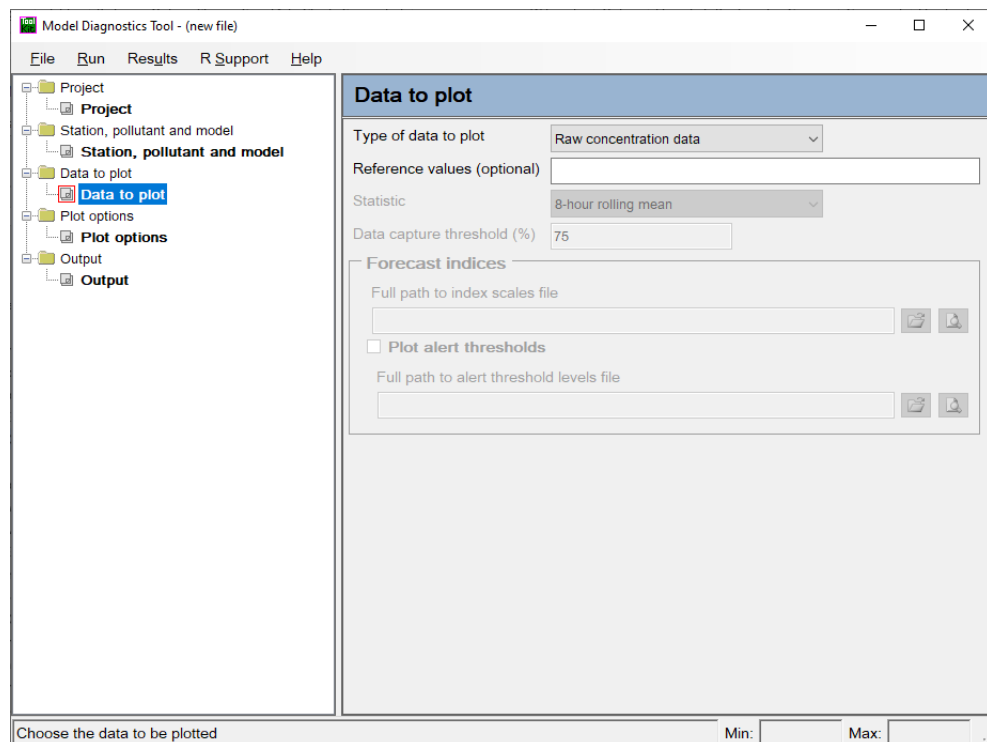 Tool Kit Model Diagnostics Tool - (new file)
File Run Results R Support Help
Project
Project
Station, pollutant and model
Station, pollutant and model
Data to plot
Data to plot
Plot options
Plot options
Output
Output
Data to plot
Type of data to plot Raw concentration data
Reference values (optional)
Statistic 8-hour rolling mean
Data capture threshold (%) 75
Forecast indices
Full path to index scales file
Plot alert thresholds
Full path to alert threshold levels file
Choose the data to be plotted Min: Max: